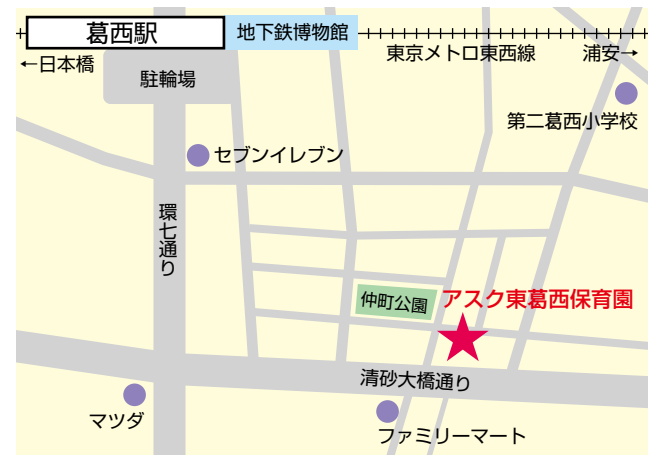 葛西駅
地下鉄博物館
←日本橋
東京メトロ東西線
浦安→
駐輪場
第二葛西小学校
セブンイレブン
環七通り
仲町公園
アスク東葛西保育園
清砂大橋通り
マツダ
ファミリーマート